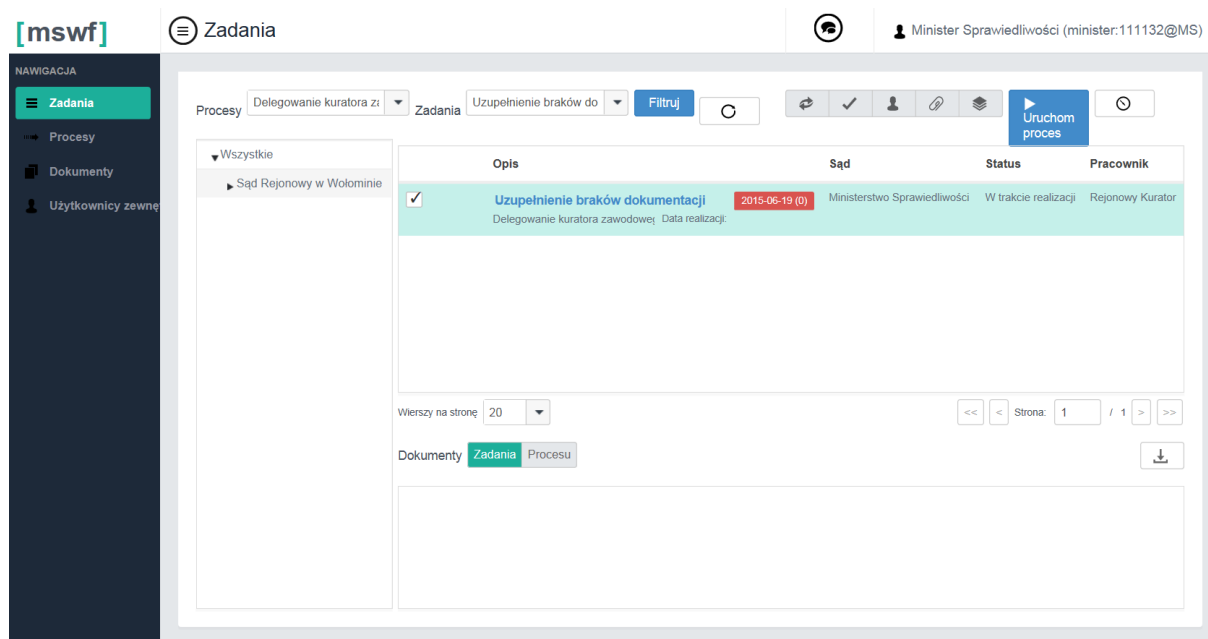 [mswf]
Zadania
Minister Sprawiedliwości (minister:111132@MS)
NAWIGACJA
Zadania
Procesy
Dokumenty
Użytkownicy zewnę
Procesy
Delegowanie kuratora za
Zadania
Uzupełnienie braków do
Filtruj
Uruchom
proces
Wszystkie
Sąd Rejonowy w Wołominie
Opis Sąd Status Pracownik
Uzupełnienie braków dokumentacji 2015-06-19 (0) Ministerstwo Sprawiedliwości W trakcie realizacji Rejonowy Kurator
Delegowanie kuratora zawodoweg Data realizacji:
Wierszy na stronę 20 << < Strona: 1 / 1 > >>
Dokumenty Zadania Procesu